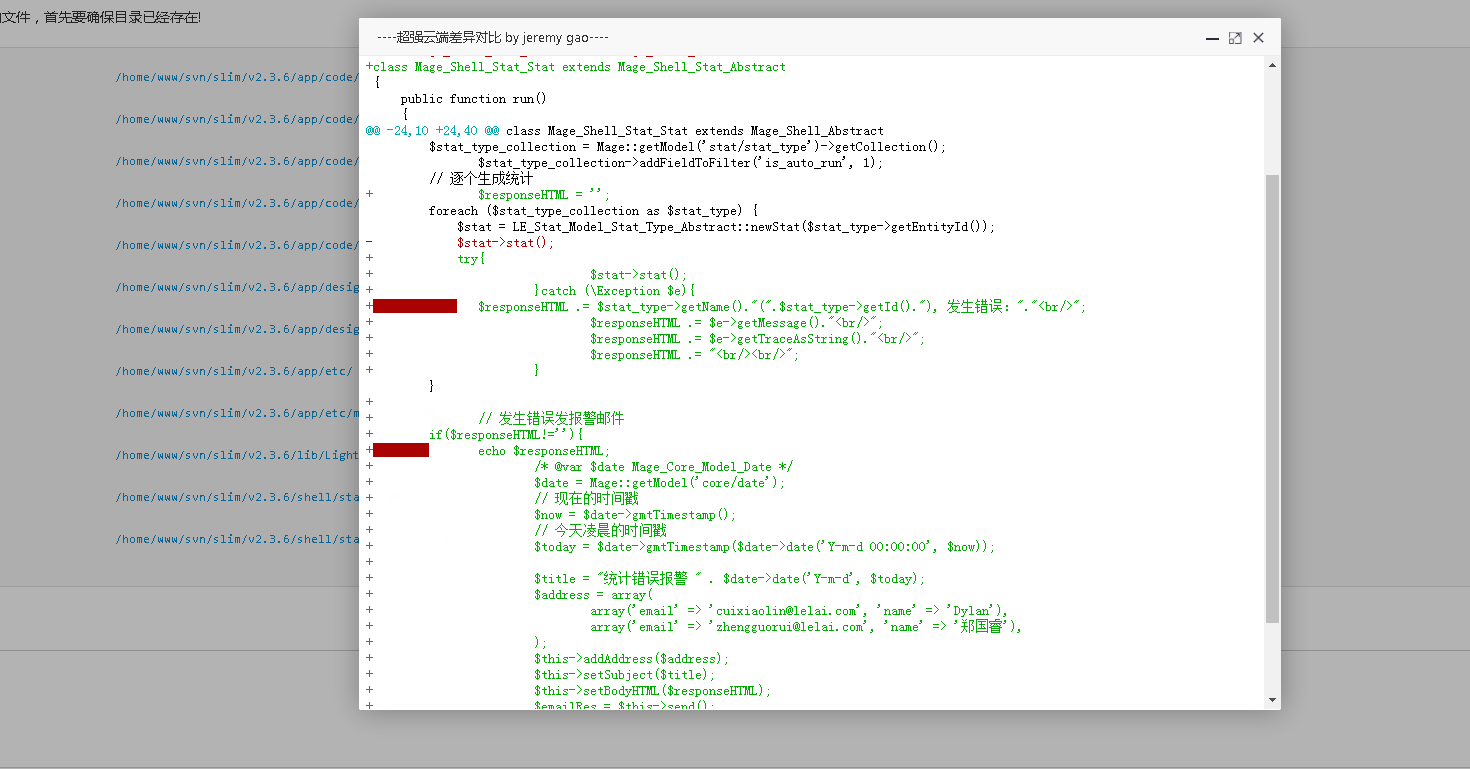 文件，首先要确保目录已经存在!
----超强云端差异对比 by jeremy gao----
/home/www/svn/slim/v2.3.6/app/code/
/home/www/svn/slim/v2.3.6/app/code/
/home/www/svn/slim/v2.3.6/app/code/
/home/www/svn/slim/v2.3.6/app/code/
/home/www/svn/slim/v2.3.6/app/code/
/home/www/svn/slim/v2.3.6/app/desig
/home/www/svn/slim/v2.3.6/app/desig
/home/www/svn/slim/v2.3.6/app/etc/
/home/www/svn/slim/v2.3.6/app/etc/m
/home/www/svn/slim/v2.3.6/lib/Light
/home/www/svn/slim/v2.3.6/shell/sta
/home/www/svn/slim/v2.3.6/shell/sta
+class Mage_Shell_Stat_Stat extends Mage_Shell_Stat_Abstract
{
public function run()
{
@@ -24,10 +24,40 @@ class Mage_Shell_Stat_Stat extends Mage_Shell_Abstract
$stat_type_collection = Mage::getModel('stat/stat_type')->getCollection();
$stat_type_collection->addFieldToFilter('is_auto_run', 1);
// 逐个生成统计
+ $responseHTML = '';
foreach ($stat_type_collection as $stat_type) {
$stat = LE_Stat_Model_Stat_Type_Abstract::newStat($stat_type->getEntityId());
- $stat->stat();
+ try{
+ $stat->stat();
+ }catch (\Exception $e){
+ $responseHTML .= $stat_type->getName()."(".$stat_type->getId()."), 发生错误: "."<br/>";
+ $responseHTML .= $e->getMessage()."<br/>";
+ $responseHTML .= $e->getTraceAsString()."<br/>";
+ $responseHTML .= "<br/><br/>";
+ }
}
+
+ // 发生错误发报警邮件
+ if($responseHTML!=''){
+ echo $responseHTML;
+ /* @var $date Mage_Core_Model_Date */
+ $date = Mage::getModel('core/date');
+ // 现在的时间戳
+ $now = $date->gmtTimestamp();
+ // 今天凌晨的时间戳
+ $today = $date->gmtTimestamp($date->date('Y-m-d 00:00:00', $now));
+
+ $title = "统计错误报警 " . $date->date('Y-m-d', $today);
+ $address = array(
+ array('email' => 'cuixiaolin@lelai.com', 'name' => 'Dylan'),
+ array('email' => 'zhengguorui@lelai.com', 'name' => '郑国睿'),
+ );
+ $this->addAddress($address);
+ $this->setSubject($title);
+ $this->setBodyHTML($responseHTML);
+ $emailRes = $this->send();